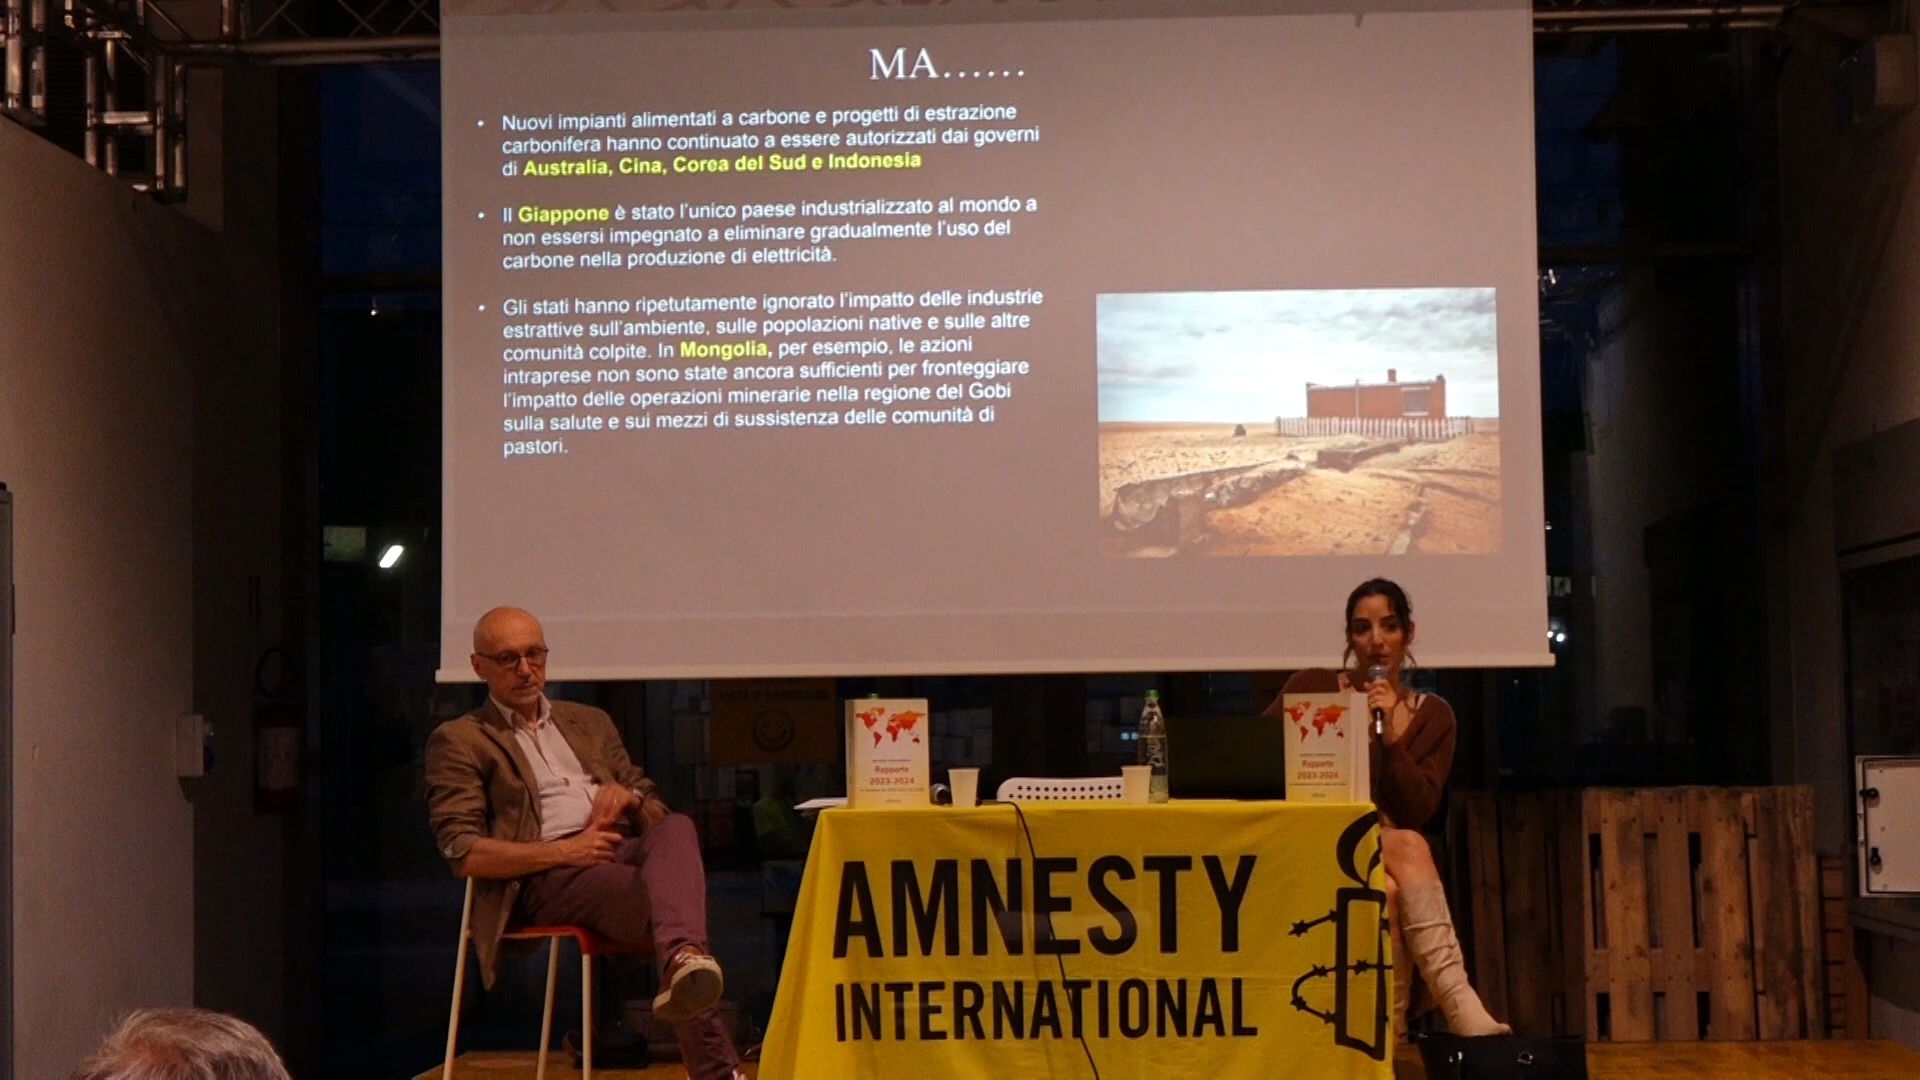 MA......
• Nuovi impianti alimentati a carbone e progetti di estrazione
carbonifera hanno continuato a essere autorizzati dai governi
di Australia, Cina, Corea del Sud e Indonesia
• Il Giappone è stato l'unico paese industrializzato al mondo a
non essersi impegnato a eliminare gradualmente l'uso del
carbone nella produzione di elettricità.
• Gli stati hanno ripetutamente ignorato l'impatto delle industrie
estrattive sull'ambiente, sulle popolazioni native e sulle altre
comunità colpite. In Mongolia, per esempio, le azioni
intraprese non sono state ancora sufficienti per fronteggiare
l'impatto delle operazioni minerarie nella regione del Gobi
sulla salute e sui mezzi di sussistenza delle comunità di
pastori.
Rapporto
2023-2024
Rapporto
2023-2024
AMNESTY
INTERNATIONAL